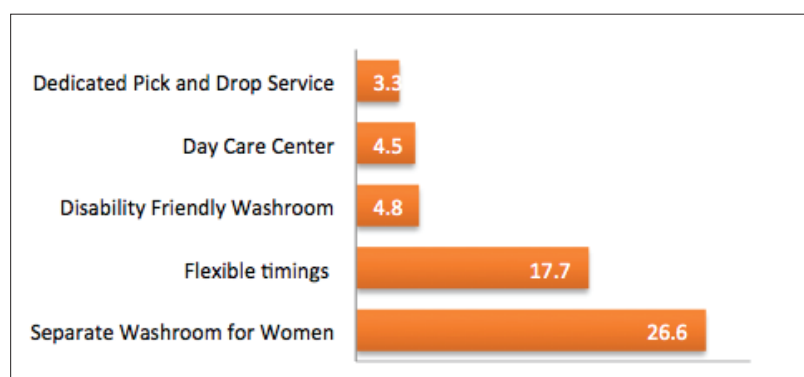 Dedicated Pick and Drop Service 3.3
Day Care Center 4.5
Disability Friendly Washroom 4.8
Flexible timings 17.7
Separate Washroom for Women 26.6